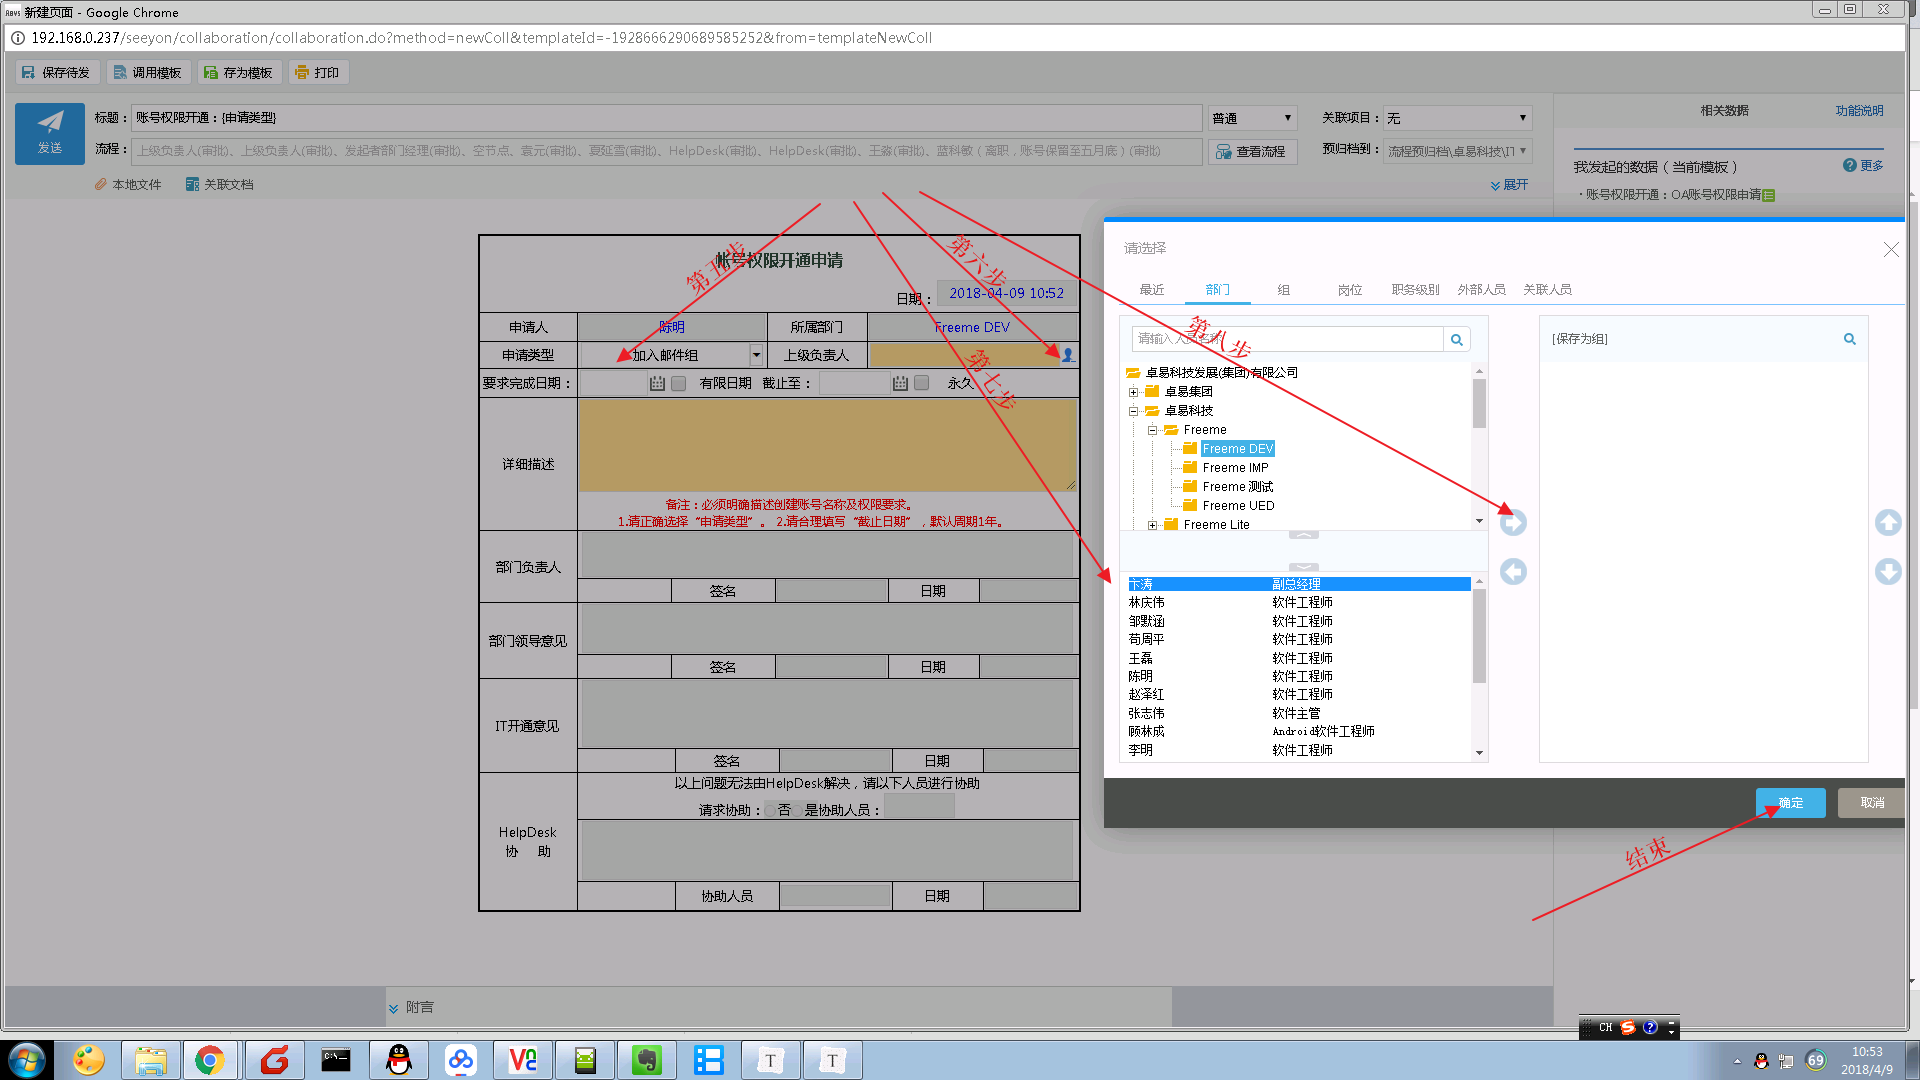 新建页面 - Google Chrome
192.168.0.237/seeyon/collaboration/collaboration.do?method=newColl&templateId=-1928666290689585252&from=templateNewColl
保存待发 调用模板 存为模板 打印
发送
标题： 账号权限开通：{申请类型} 普通 关联项目： 无
流程： 上级负责人(审批)、上级负责人(审批)、发起者部门经理(审批)、空节点、袁元(审批)、夏延雪(审批)、HelpDesk(审批)、HelpDesk(审批)、王淼(审批)、蓝科敏（离职，账号保留至五月底）(审批) 查看流程 预归档到： 流程预归档\卓易科技\IT
本地文件 关联文档 展开
相关数据 功能说明
我发起的数据（当前模板） 更多
·账号权限开通：OA账号权限申请
第五步
第六步
第七步
第八步
结束
帐号权限开通申请
日期： 2018-04-09 10:52
申请人 陈明 所属部门 Freeme DEV
申请类型 加入邮件组 上级负责人
要求完成日期： 有限日期 截止至： 永久
详细描述
备注：必须明确描述创建账号名称及权限要求。
1.请正确选择“申请类型”。 2.请合理填写“截止日期”，默认周期1年。
部门负责人
签名 日期
部门领导意见
签名 日期
IT开通意见
签名 日期
以上问题无法由HelpDesk解决，请以下人员进行协助
请求协助： 否 是协助人员：
HelpDesk
协 助
协助人员 日期
附言
请选择
最近 部门 组 岗位 职务级别 外部人员 关联人员
请输入人员名称
[保存为组]
卓易科技发展(集团)有限公司
卓易集团
卓易科技
Freeme
Freeme DEV
Freeme IMP
Freeme 测试
Freeme UED
Freeme Lite
卞涛 副总经理
林庆伟 软件工程师
邹默涵 软件工程师
荀周平 软件工程师
王磊 软件工程师
陈明 软件工程师
赵泽红 软件工程师
张志伟 软件主管
顾林成 Android软件工程师
李明 软件工程师
确定 取消
CH
69
10:53
2018/4/9